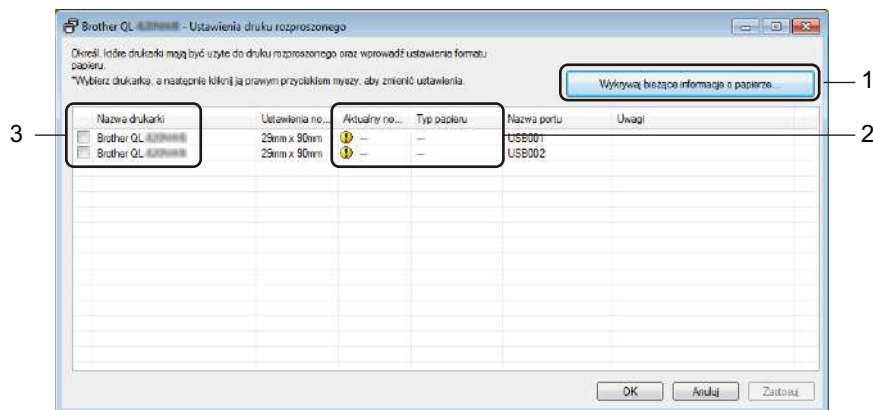 Brother QL - Ustawienia druku rozproszonego
Określ, które drukarki mają być użyte do druku rozproszonego oraz wprowadź ustawienia formatu
papieru.
*Wybierz drukarkę, a następnie kliknij ją prawym przyciskiem myszy, aby zmienić ustawienia.
Wykrywaj bieżące informacje o papierze...
1
3
Nazwa drukarki Ustawienia no... Aktualny no... Typ papieru Nazwa portu Uwagi
Brother QL 29mm x 90mm -- -- USB001
2
Brother QL 29mm x 90mm -- -- USB002
OK Anuluj Zastosuj